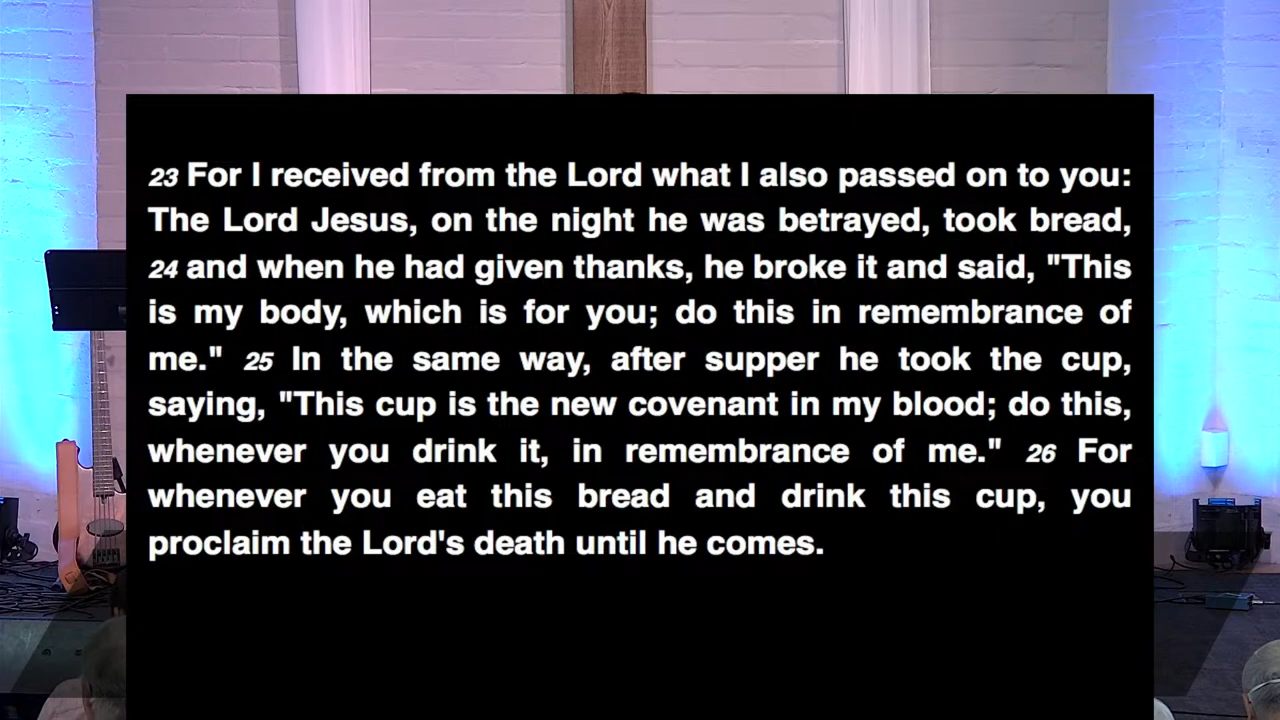 23 For I received from the Lord what I also passed on to you:
The Lord Jesus, on the night he was betrayed, took bread,
24 and when he had given thanks, he broke it and said, "This
is my body, which is for you; do this in remembrance of
me." 25 In the same way, after supper he took the cup,
saying, "This cup is the new covenant in my blood; do this,
whenever you drink it, in remembrance of me." 26 For
whenever you eat this bread and drink this cup, you
proclaim the Lord's death until he comes.